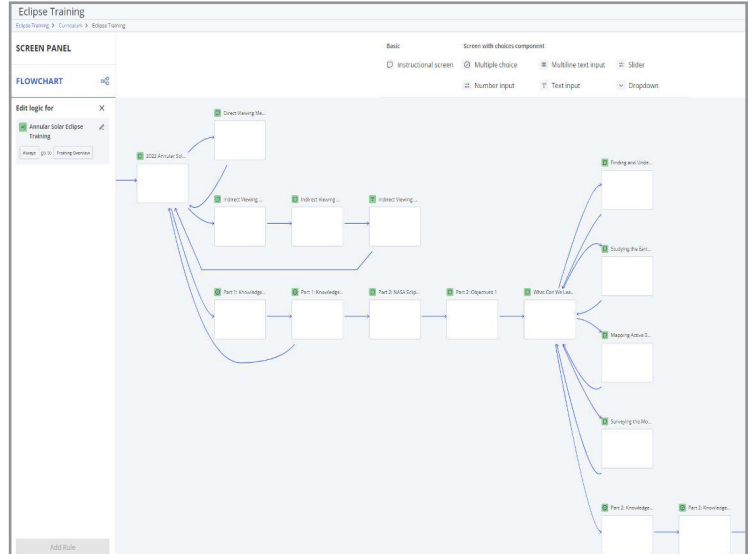 Eclipse Training
Eclipse Training > Curriculum > Eclipse Training
SCREEN PANEL
FLOWCHART
Basic
Screen with choices component
Instructional screen
Multiple choice
Multiline text input
Slider
Number input
Text input
Dropdown
Edit logic for
X
Annular Solar Eclipse
Training
Always go to Training Overview
Direct Viewing Me...
2023 Annular Sol...
Indirect Viewing ...
Indirect Viewing ...
Indirect Viewing ...
Part 1: Knowledge...
Part 1: Knowledge...
Part 2: NASA Eclip...
Part 2: Objectives 1
What Can We Lea...
Finding and Unde...
Studying the Eart...
Mapping Active S...
Surveying the Mo...
Part 2: Knowledge...
Part 2: Knowledge...
Add Rule